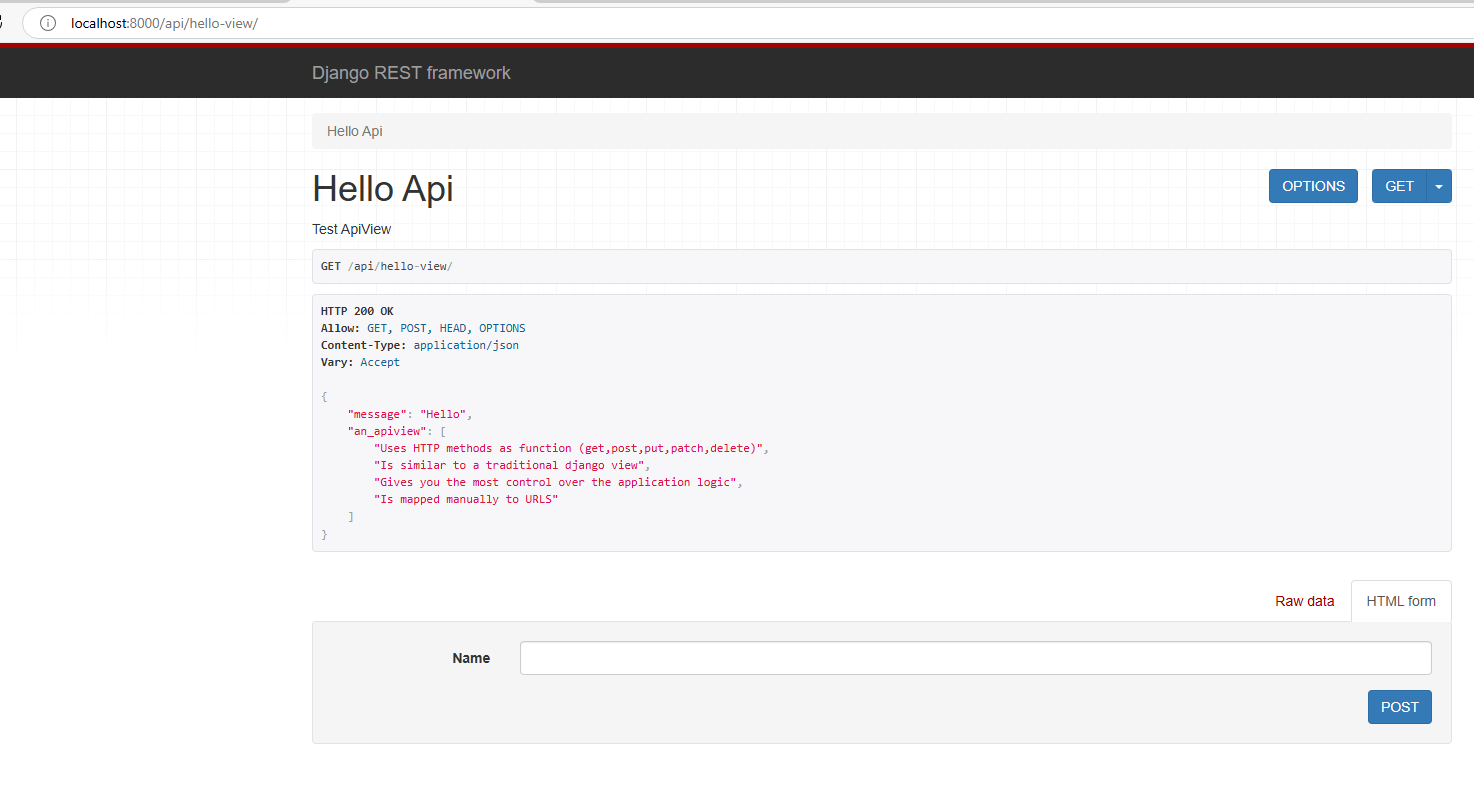 localhost:8000/api/hello-view/
Django REST framework
Hello Api
Hello Api
OPTIONS
GET
Test ApiView
GET /api/hello-view/
HTTP 200 OK
Allow: GET, POST, HEAD, OPTIONS
Content-Type: application/json
Vary: Accept
{
"message": "Hello",
"an_apiview": [
"Uses HTTP methods as function (get,post,put,patch,delete)",
"Is similar to a traditional django view",
"Gives you the most control over the application logic",
"Is mapped manually to URLS"
]
}
Raw data
HTML form
Name
POST